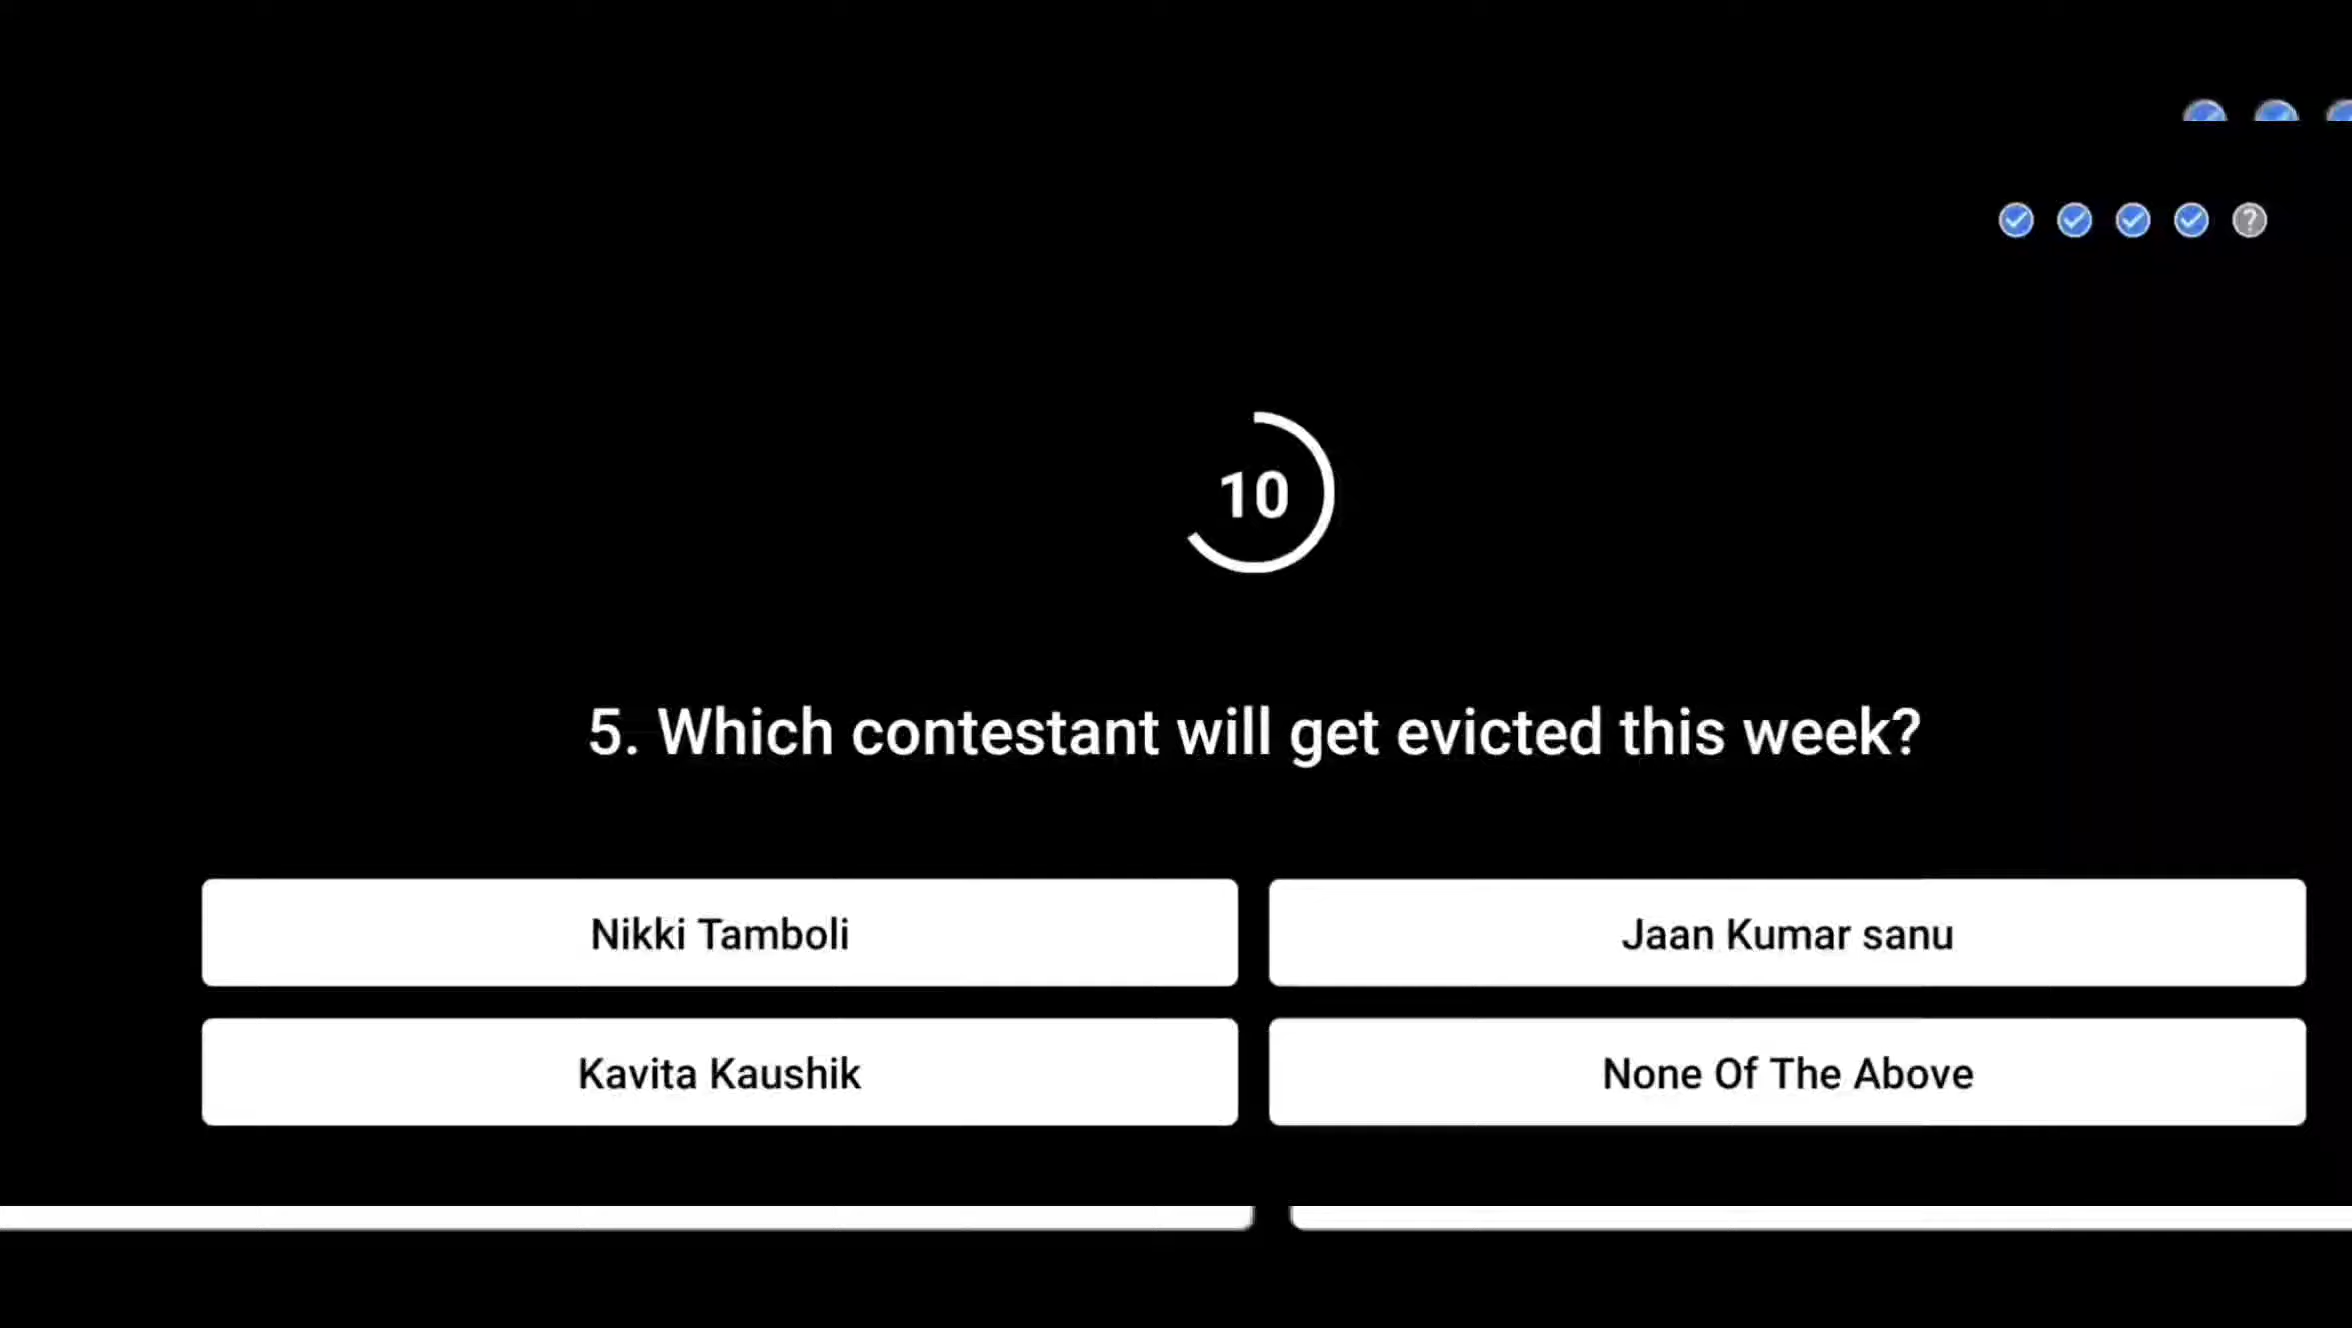 ?
10
5. Which contestant will get evicted this week?
Nikki Tamboli
Jaan Kumar sanu
Kavita Kaushik
None Of The Above